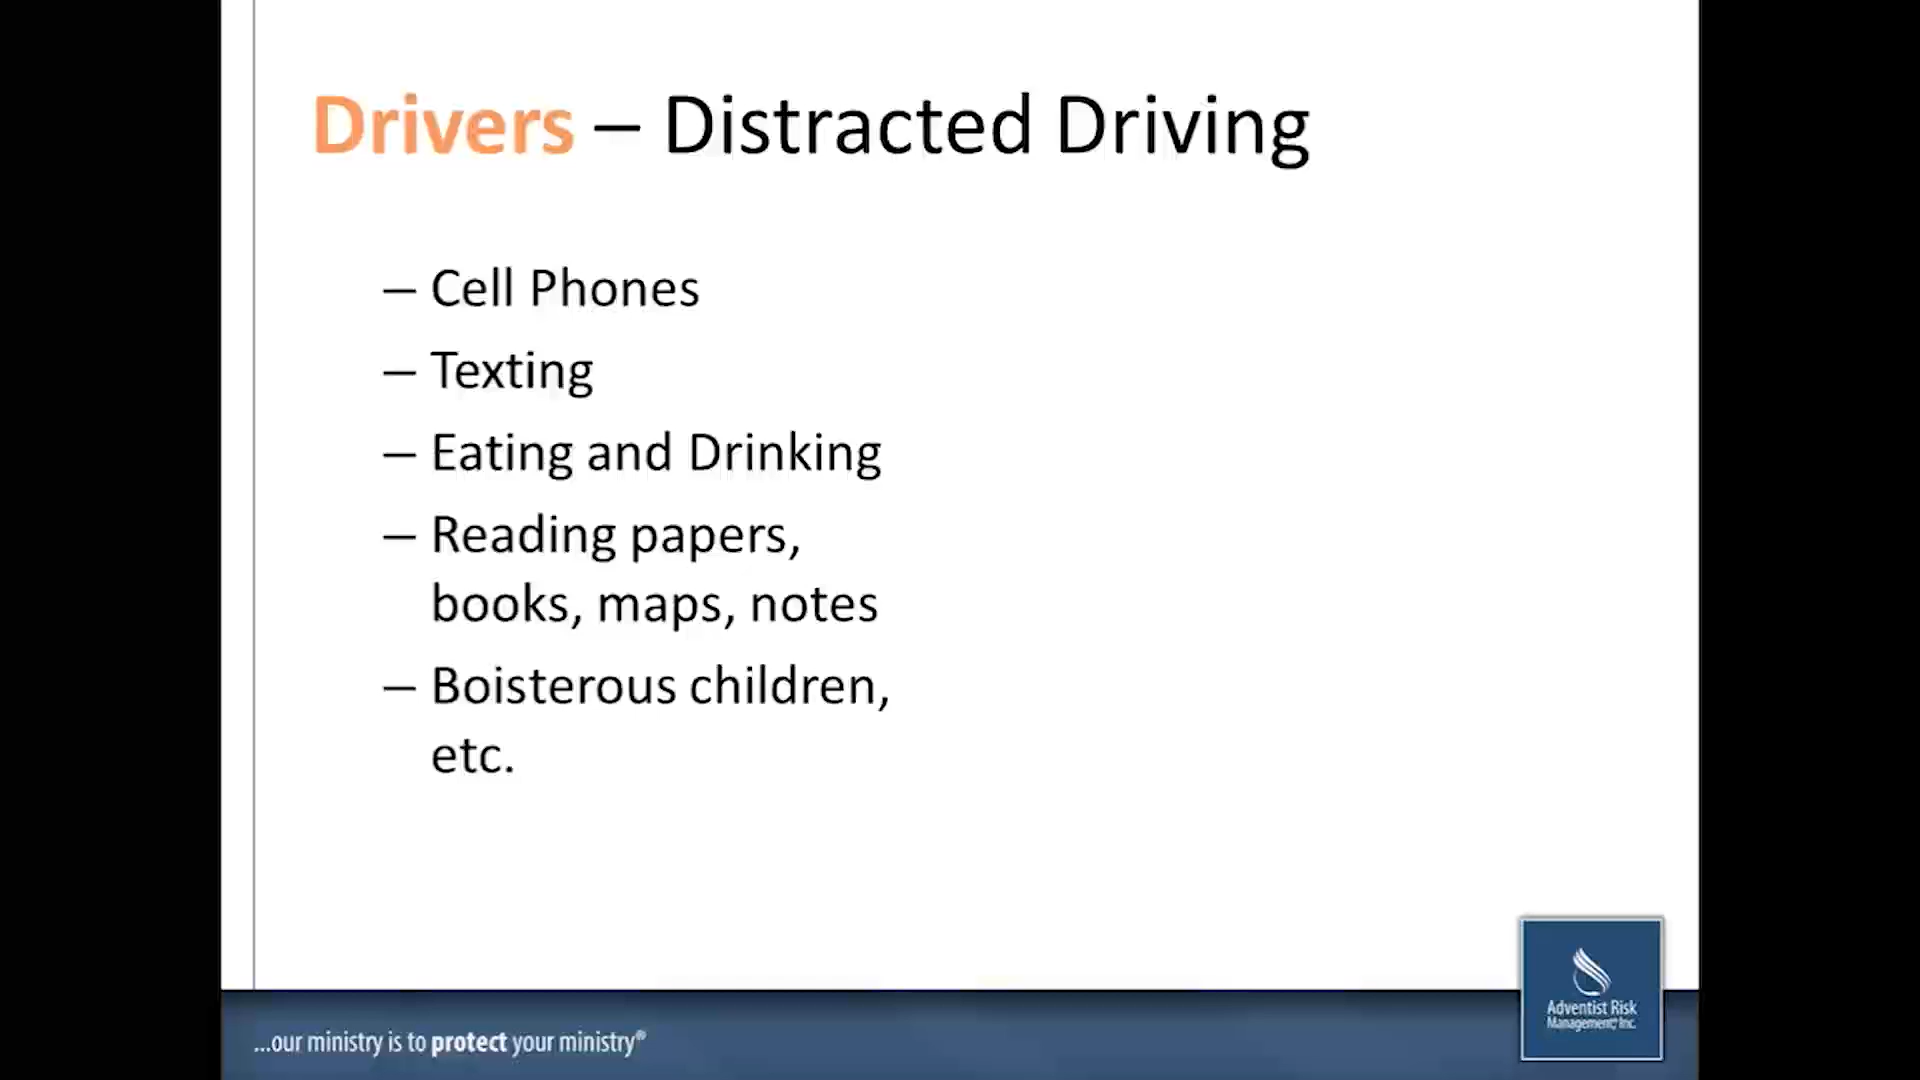 Drivers – Distracted Driving
– Cell Phones
– Texting
– Eating and Drinking
– Reading papers,
books, maps, notes
– Boisterous children,
etc.
...our ministry is to protect your ministry®
Adventist Risk
Management, Inc.